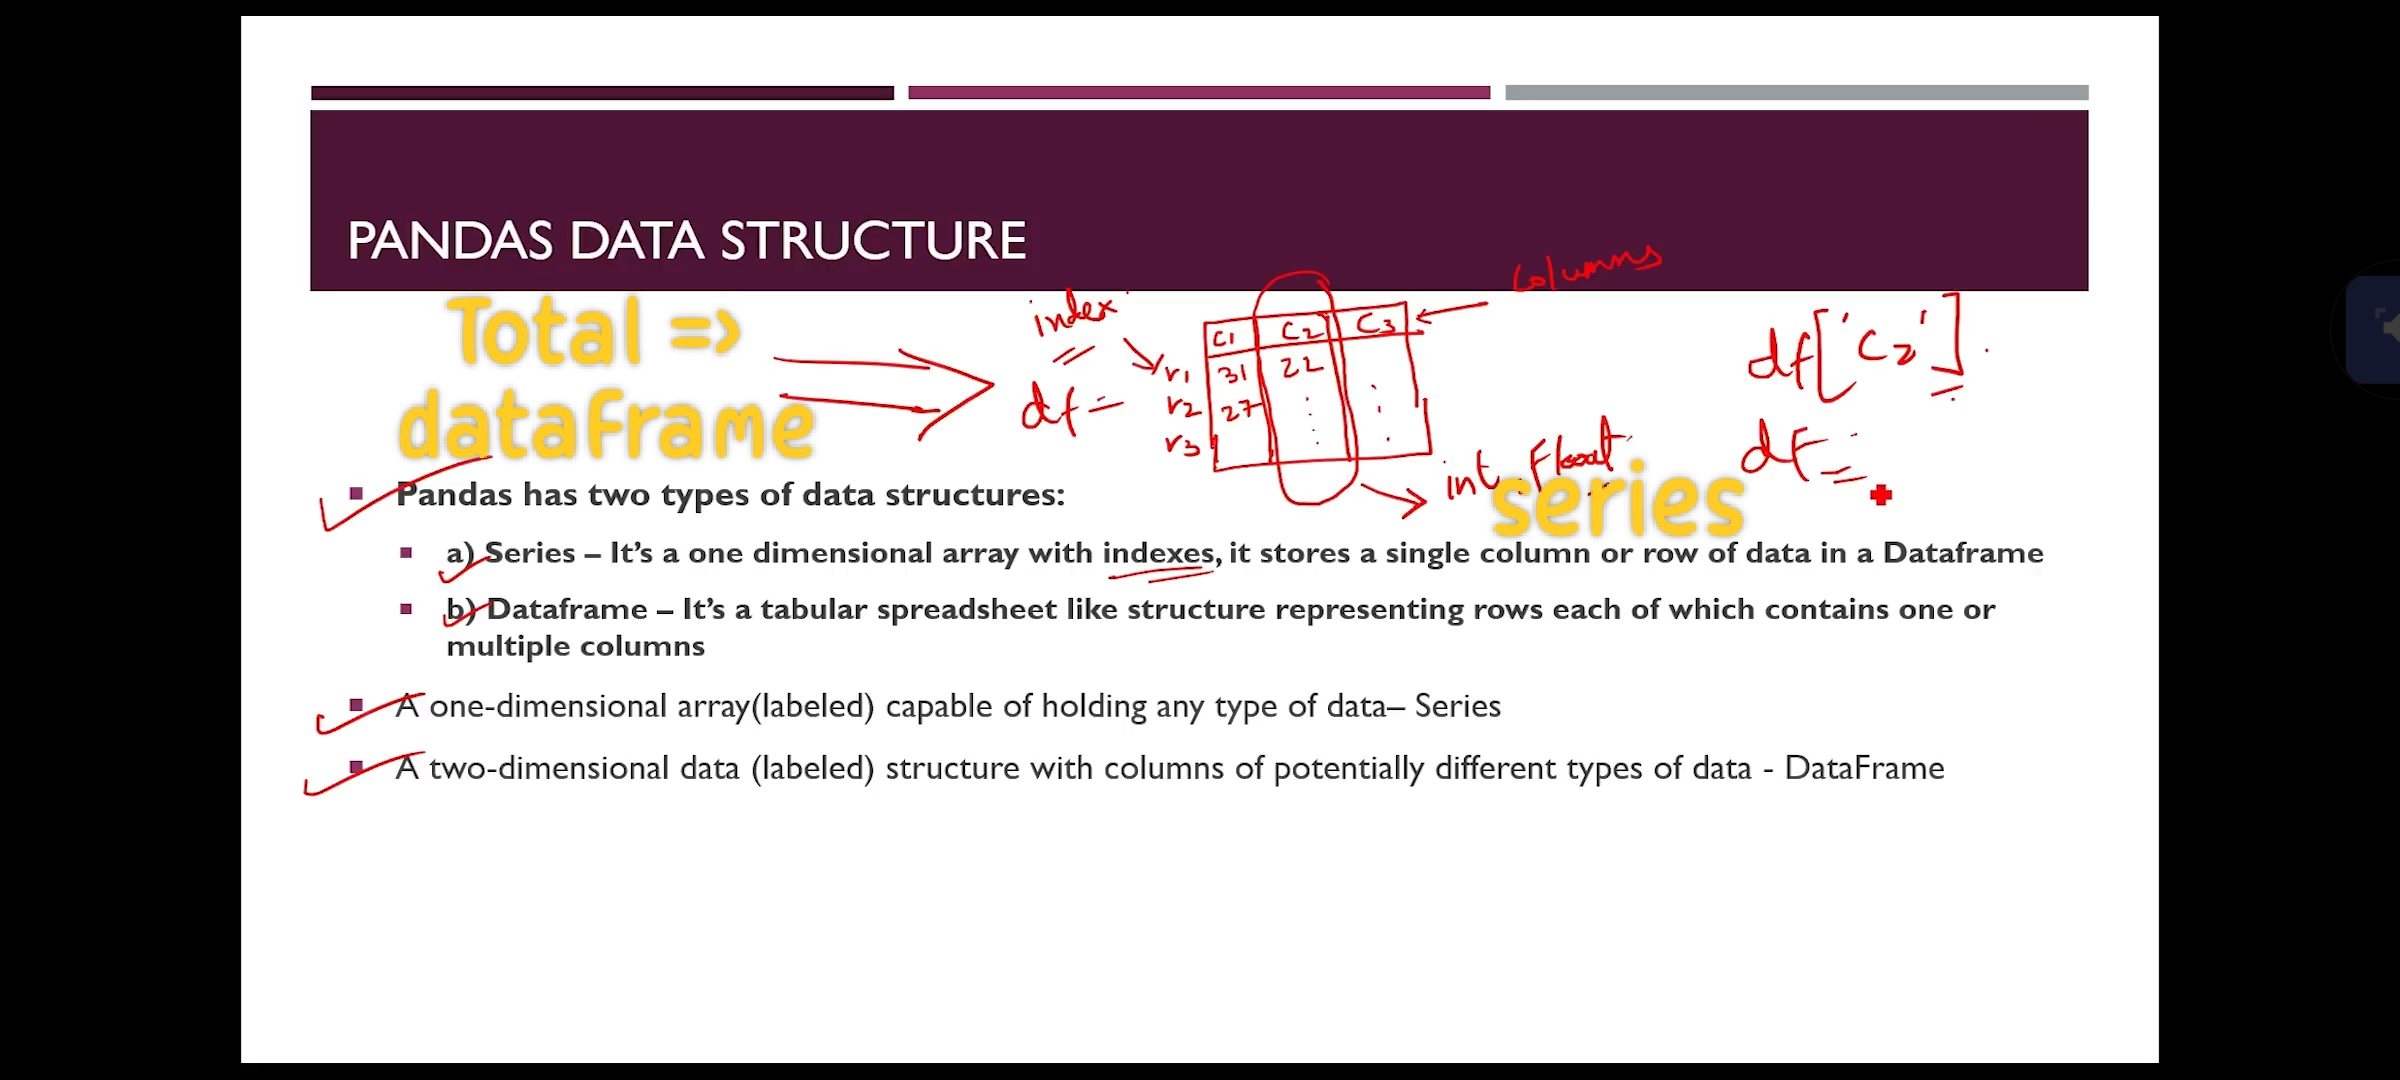 PANDAS DATA STRUCTURE
columns
Total =>
dataframe
index
df =
c1 c2 c3
r1 31 22
r2 27
r3
df['c2']
df =
int, Float
series
Pandas has two types of data structures:
a) Series – It's a one dimensional array with indexes, it stores a single column or row of data in a Dataframe
b) Dataframe – It's a tabular spreadsheet like structure representing rows each of which contains one or
multiple columns
A one-dimensional array(labeled) capable of holding any type of data– Series
A two-dimensional data (labeled) structure with columns of potentially different types of data - DataFrame